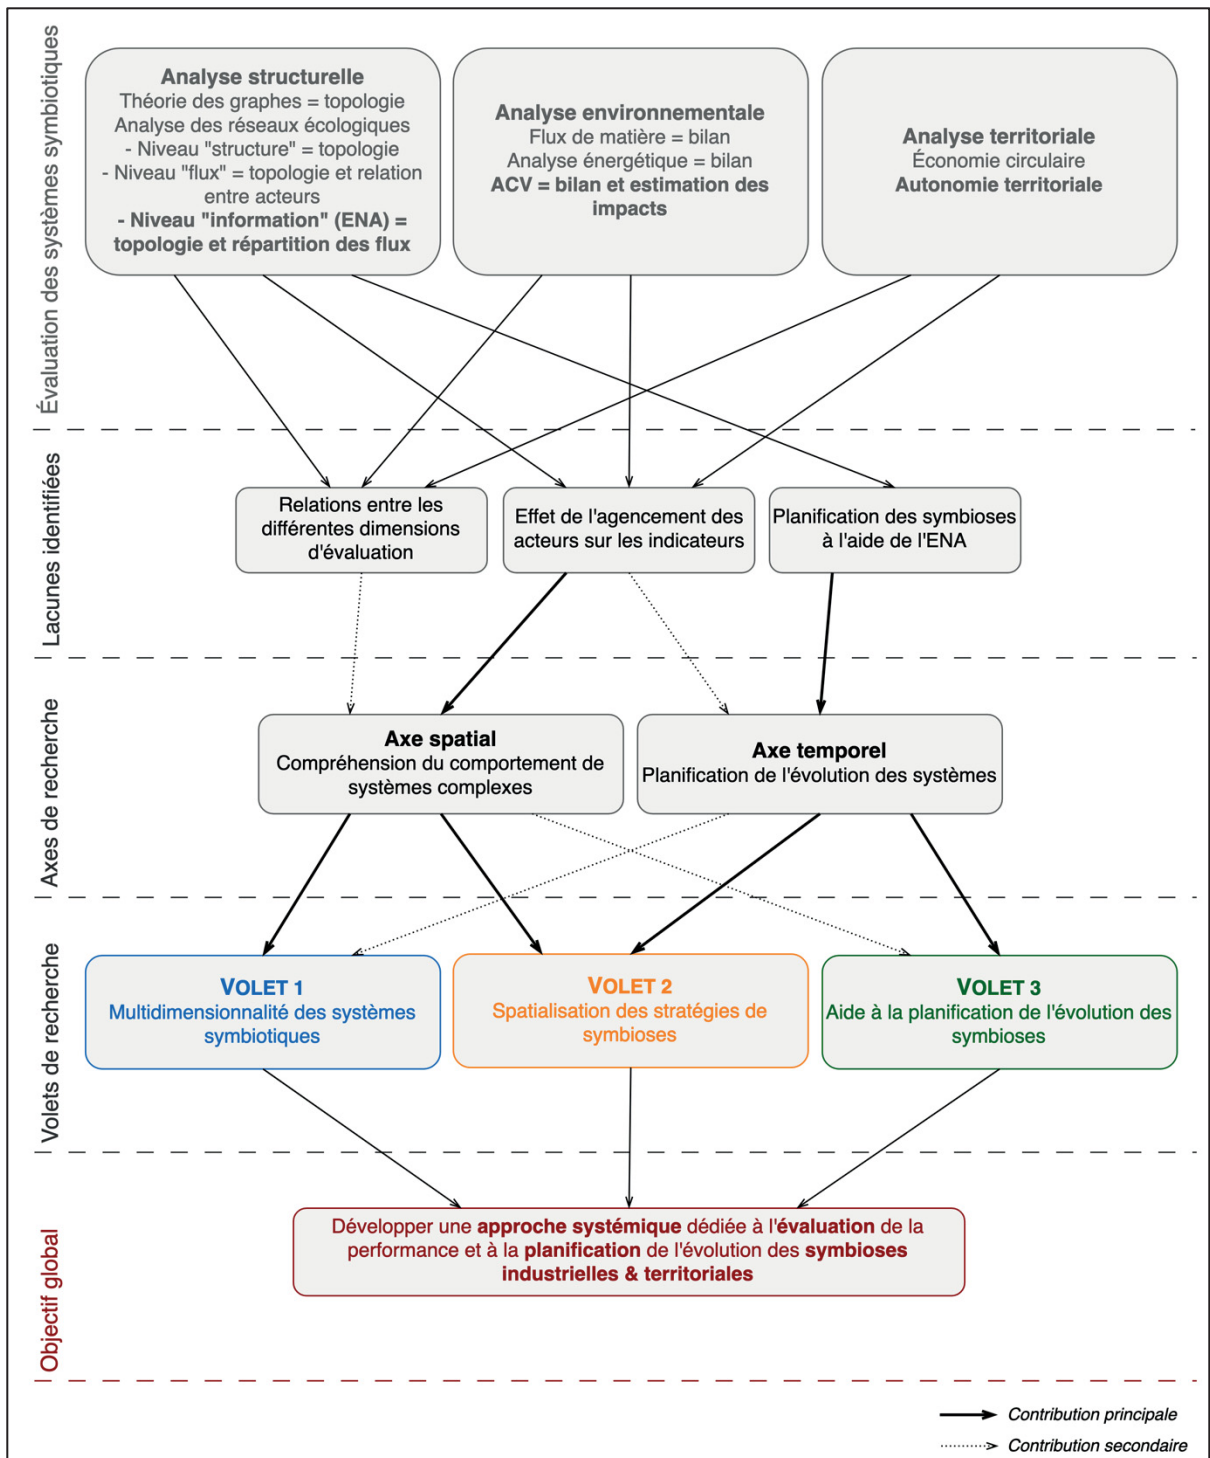 Évaluation des systèmes symbiotiques
Analyse structurelle
Théorie des graphes = topologie
Analyse des réseaux écologiques
- Niveau "structure" = topologie
- Niveau "flux" = topologie et relation
entre acteurs
- Niveau "information" (ENA) =
topologie et répartition des flux
Analyse environnementale
Flux de matière = bilan
Analyse énergétique = bilan
ACV = bilan et estimation des
impacts
Analyse territoriale
Économie circulaire
Autonomie territoriale
Lacunes identifiées
Relations entre les
différentes dimensions
d'évaluation
Effet de l'agencement des
acteurs sur les indicateurs
Planification des symbioses
à l'aide de l'ENA
Axes de recherche
Axe spatial
Compréhension du comportement de
systèmes complexes
Axe temporel
Planification de l'évolution des systèmes
Volets de recherche
VOLET 1
Multidimensionnalité des systèmes
symbiotiques
VOLET 2
Spatialisation des stratégies de
symbioses
VOLET 3
Aide à la planification de l'évolution des
symbioses
Objectif global
Développer une approche systémique dédiée à l'évaluation de la
performance et à la planification de l'évolution des symbioses
industrielles & territoriales
Contribution principale
Contribution secondaire